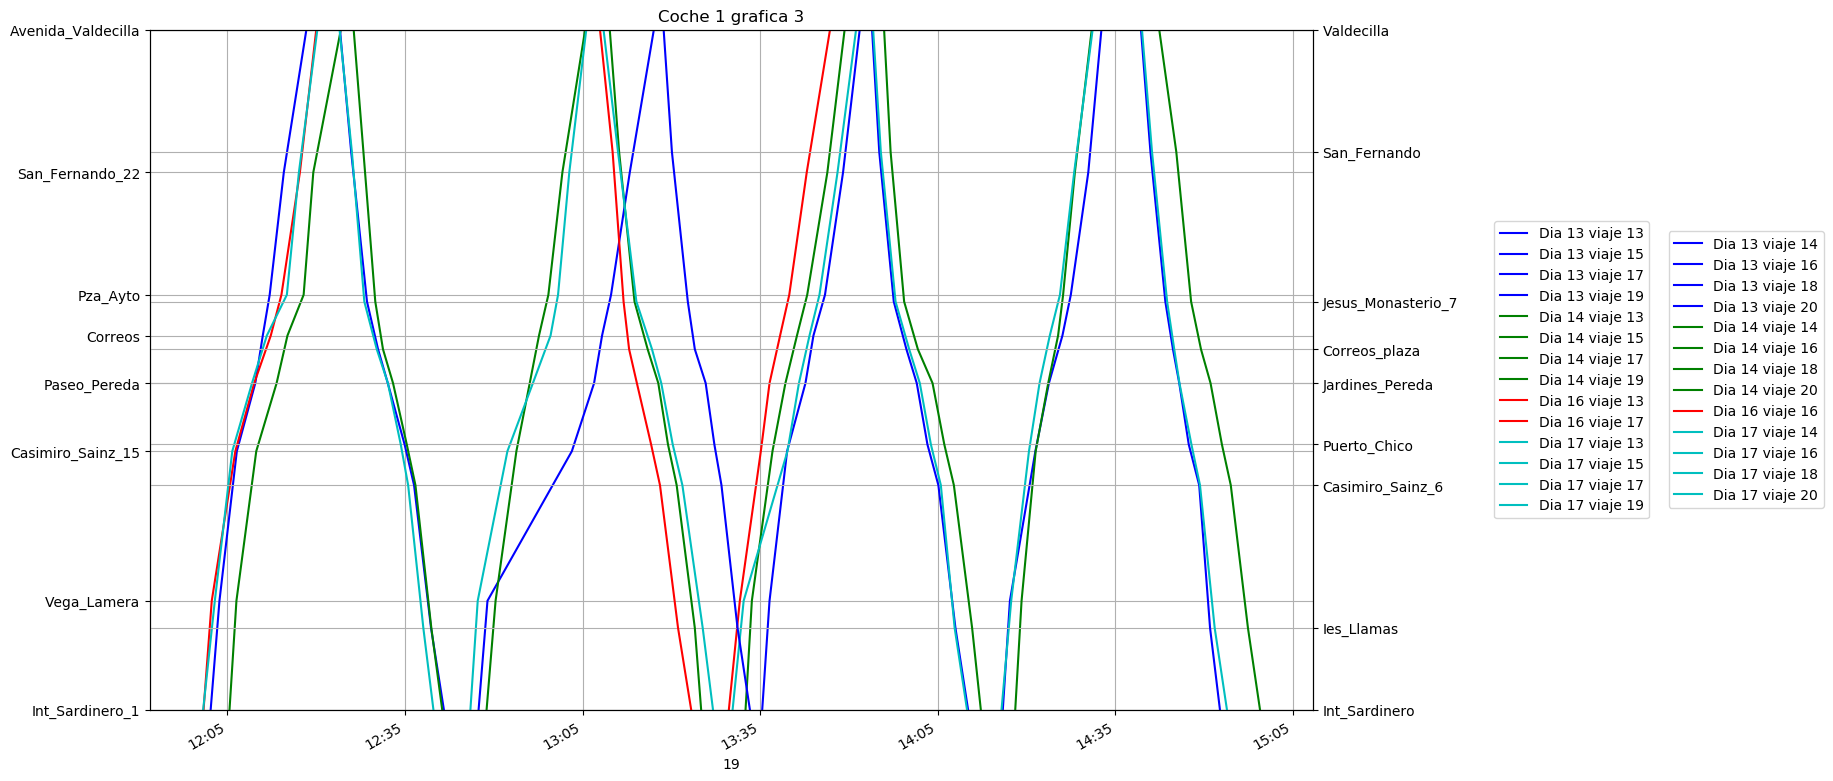 Coche 1 grafica 3
Avenida_Valdecilla
San_Fernando_22
Pza_Ayto
Correos
Paseo_Pereda
Casimiro_Sainz_15
Vega_Lamera
Int_Sardinero_1
Valdecilla
San_Fernando
Jesus_Monasterio_7
Correos_plaza
Jardines_Pereda
Puerto_Chico
Casimiro_Sainz_6
Ies_Llamas
Int_Sardinero
12:05
12:35
13:05
13:35
14:05
14:35
15:05
19
Dia 13 viaje 13
Dia 13 viaje 15
Dia 13 viaje 17
Dia 13 viaje 19
Dia 14 viaje 13
Dia 14 viaje 15
Dia 14 viaje 17
Dia 14 viaje 19
Dia 16 viaje 13
Dia 16 viaje 17
Dia 17 viaje 13
Dia 17 viaje 15
Dia 17 viaje 17
Dia 17 viaje 19
Dia 13 viaje 14
Dia 13 viaje 16
Dia 13 viaje 18
Dia 13 viaje 20
Dia 14 viaje 14
Dia 14 viaje 16
Dia 14 viaje 18
Dia 14 viaje 20
Dia 16 viaje 16
Dia 17 viaje 14
Dia 17 viaje 16
Dia 17 viaje 18
Dia 17 viaje 20